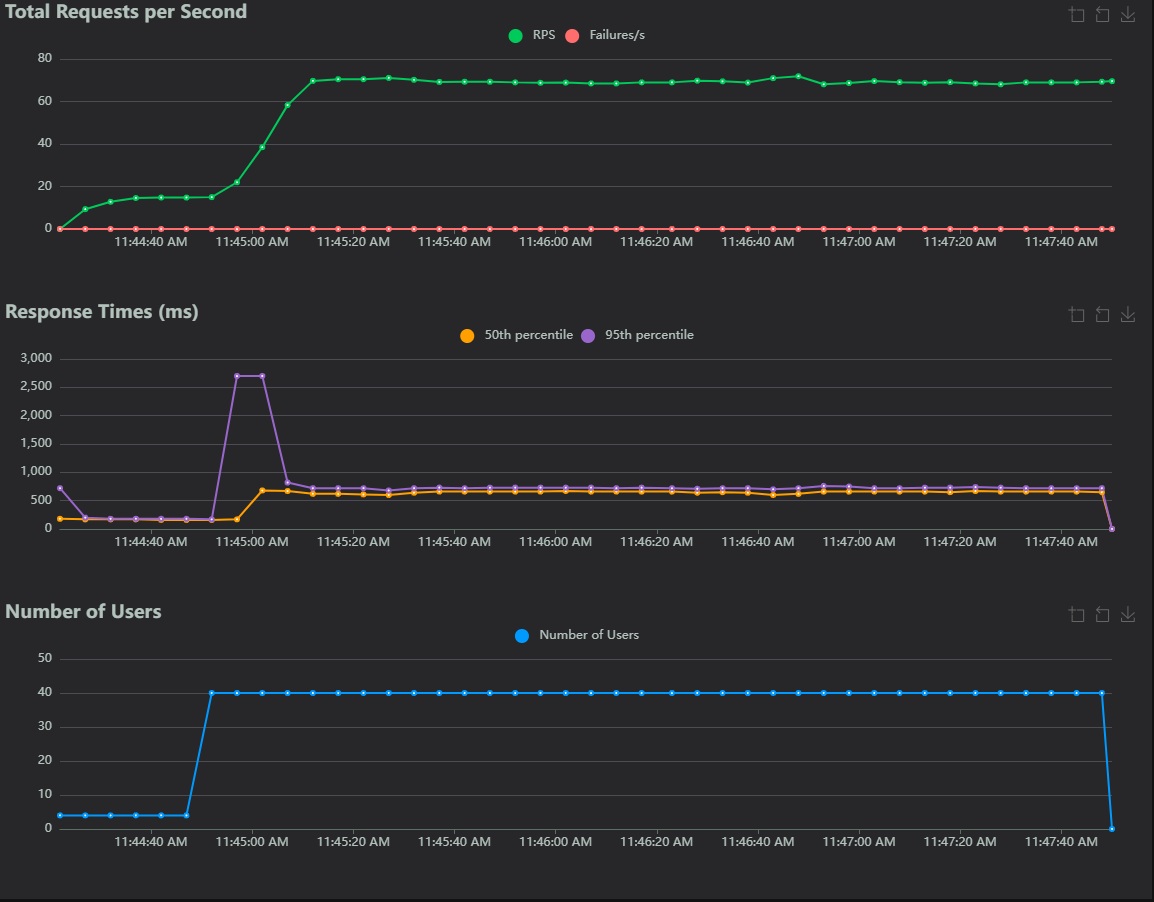 Total Requests per Second
RPS Failures/s
80
60
40
20
0
11:44:40 AM 11:45:00 AM 11:45:20 AM 11:45:40 AM 11:46:00 AM 11:46:20 AM 11:46:40 AM 11:47:00 AM 11:47:20 AM 11:47:40 AM
Response Times (ms)
50th percentile 95th percentile
3,000
2,500
2,000
1,500
1,000
500
0
11:44:40 AM 11:45:00 AM 11:45:20 AM 11:45:40 AM 11:46:00 AM 11:46:20 AM 11:46:40 AM 11:47:00 AM 11:47:20 AM 11:47:40 AM
Number of Users
Number of Users
50
40
30
20
10
0
11:44:40 AM 11:45:00 AM 11:45:20 AM 11:45:40 AM 11:46:00 AM 11:46:20 AM 11:46:40 AM 11:47:00 AM 11:47:20 AM 11:47:40 AM